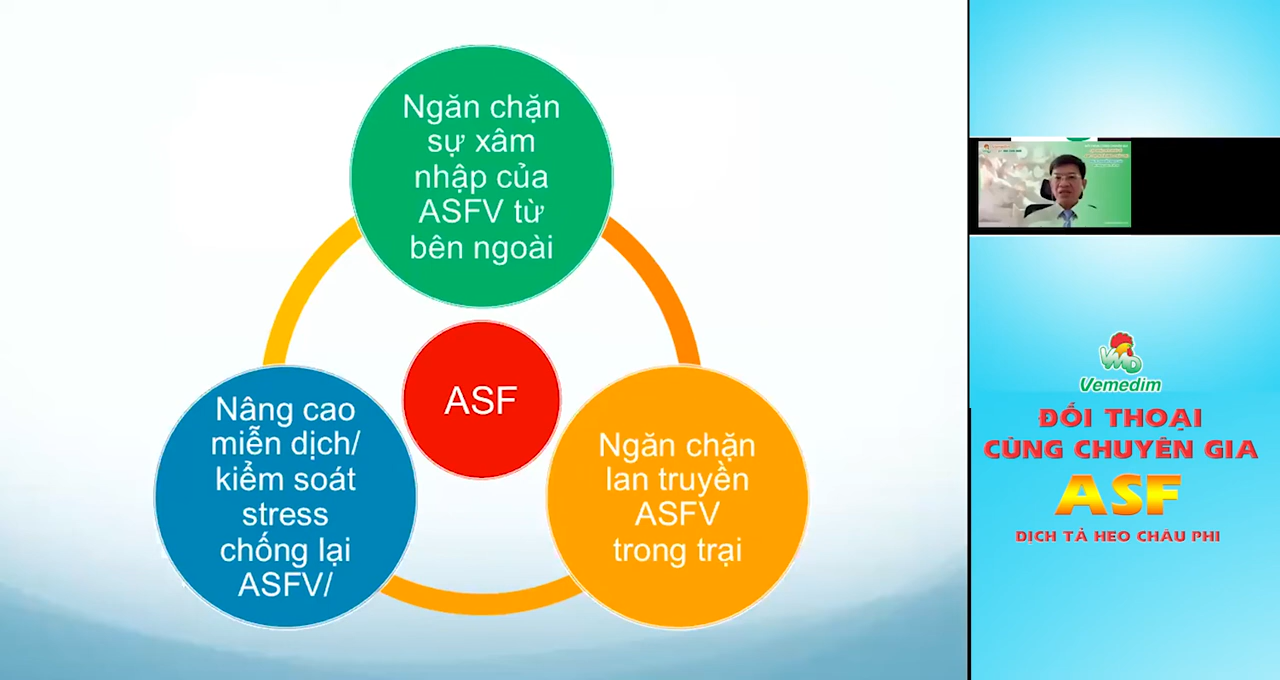 Ngăn chặn
sự xâm
nhập của
ASFV từ
bên ngoài
ASF
Nâng cao
miễn dịch/
kiểm soát
stress
chống lại
ASFV/
Ngăn chặn
lan truyền
ASFV
trong trại
VMD
Vemedim
ĐỐI THOẠI
CÙNG CHUYÊN GIA
ASF
DỊCH TẢ HEO CHÂU PHI